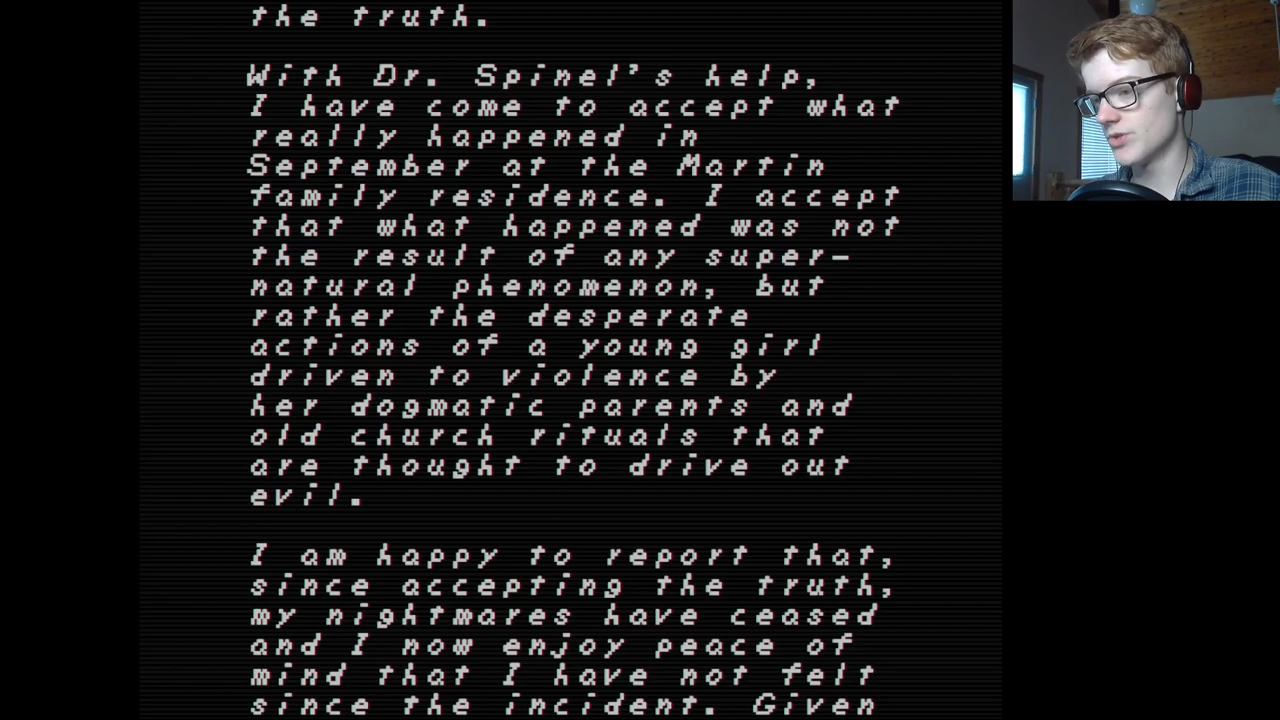 the truth.
With Dr. Spinel's help,
I have come to accept what
really happened in
September at the Martin
family residence. I accept
that what happened was not
the result of any super-
natural phenomenon, but
rather the desperate
actions of a young girl
driven to violence by
her dogmatic parents and
old church rituals that
are thought to drive out
evil.
I am happy to report that,
since accepting the truth,
my nightmares have ceased
and I now enjoy peace of
mind that I have not felt
since the incident. Given